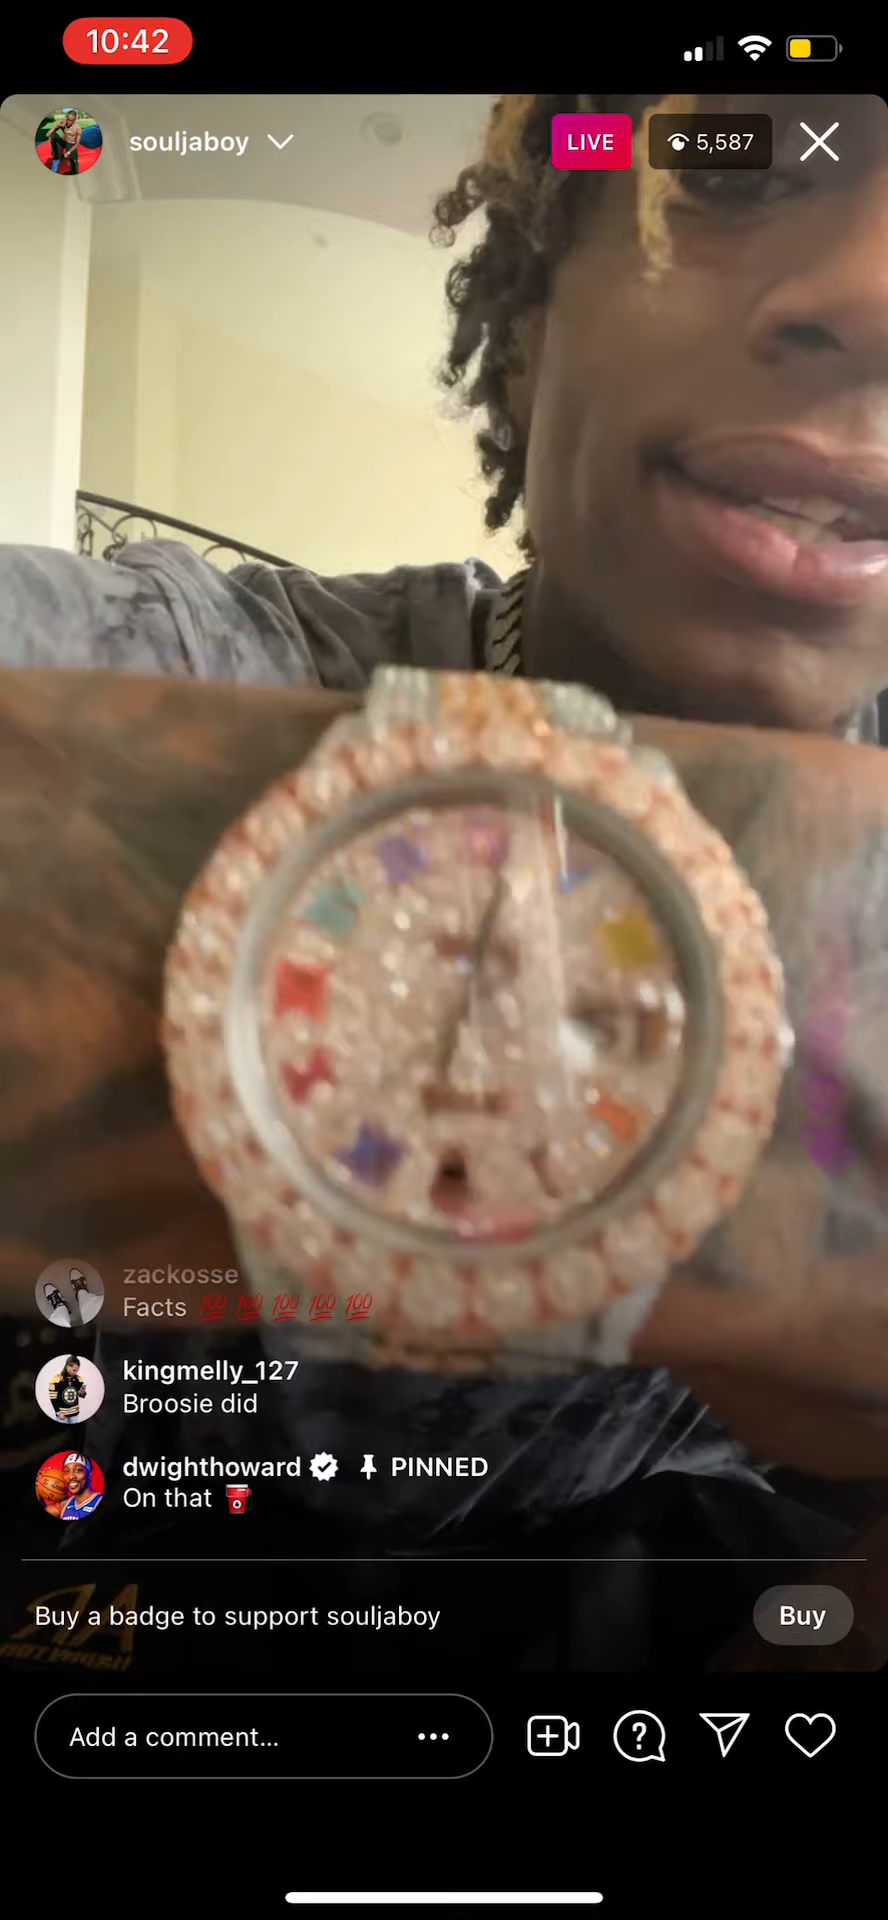 10:42
souljaboy
LIVE
5,587
zackosse
Facts 💯💯💯💯💯
kingmelly_127
Broosie did
dwighthoward PINNED
On that
Buy a badge to support souljaboy
Buy
Add a comment...